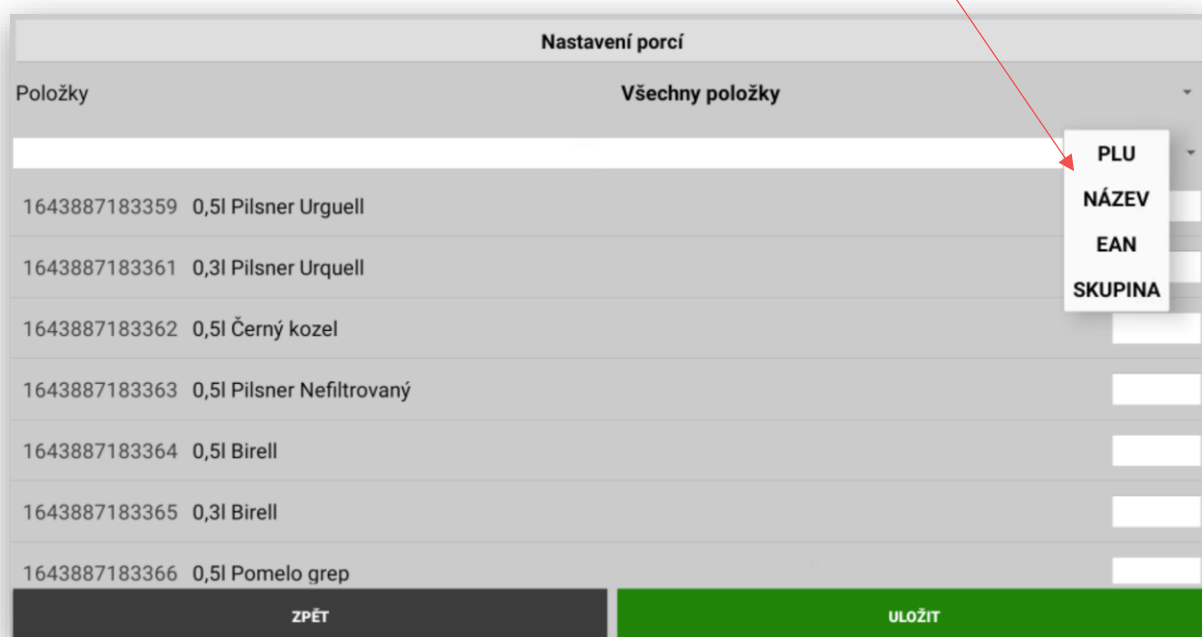 Nastavení porcí
Položky Všechny položky
PLU
NÁZEV
EAN
SKUPINA
1643887183359 0,5l Pilsner Urguell
1643887183361 0,3l Pilsner Urquell
1643887183362 0,5l Černý kozel
1643887183363 0,5l Pilsner Nefiltrovaný
1643887183364 0,5l Birell
1643887183365 0,3l Birell
1643887183366 0,5l Pomelo grep
ZPĚT ULOŽIT